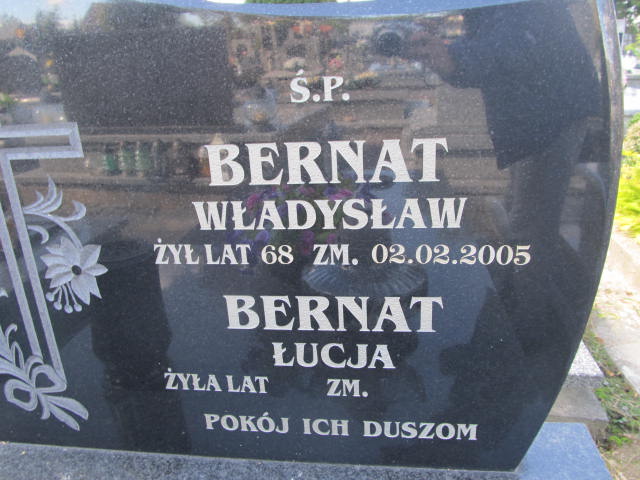 Ś.P.
BERNAT
WŁADYSŁAW
ŻYŁ LAT 68 ZM. 02.02.2005
BERNAT
ŁUCJA
ŻYŁA LAT ZM.
POKÓJ ICH DUSZOM